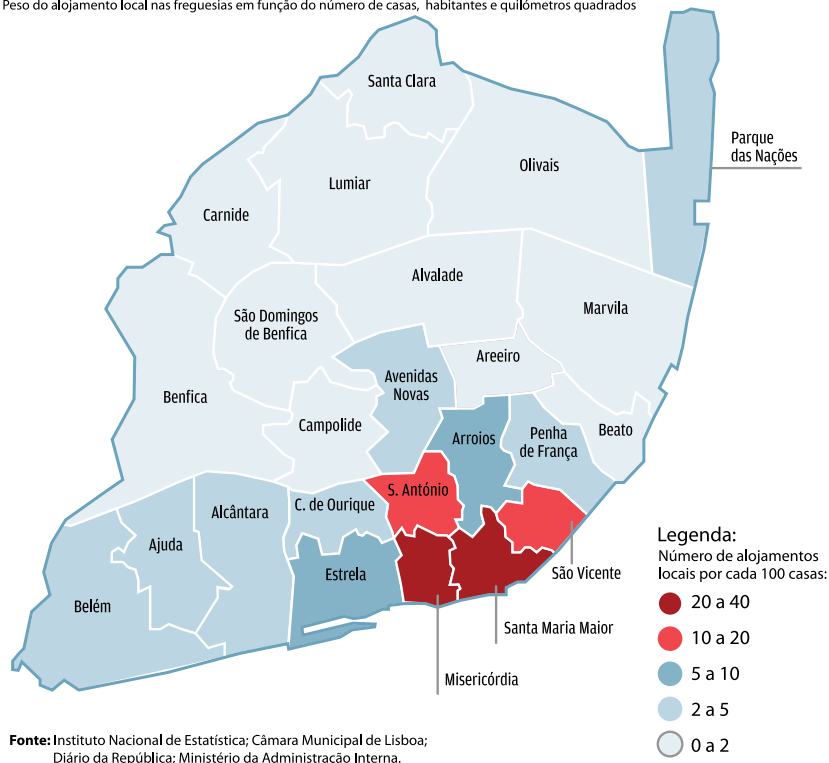 Peso do alojamento local nas freguesias em função do número de casas, habitantes e quilómetros quadrados
Santa Clara
Parque
das Nações
Olivais
Lumiar
Carnide
Alvalade
Marvila
São Domingos
de Benfica
Areeiro
Avenidas
Novas
Benfica
Campolide
Arroios
Penha
de França
Beato
S. António
C. de Ourique
Alcântara
Ajuda
Estrela
Belém
São Vicente
Santa Maria Maior
Misericórdia
Legenda:
Número de alojamentos
locais por cada 100 casas:
20 a 40
10 a 20
5 a 10
2 a 5
0 a 2
Fonte: Instituto Nacional de Estatística; Câmara Municipal de Lisboa;
Diário da República; Ministério da Administração Interna.